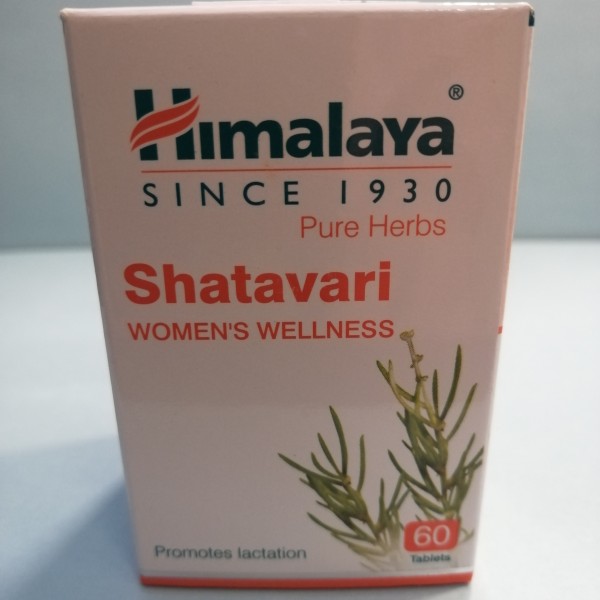 Himalaya®
SINCE 1930
Pure Herbs
Shatavari
WOMEN'S WELLNESS
60
Tablets
Promotes lactation